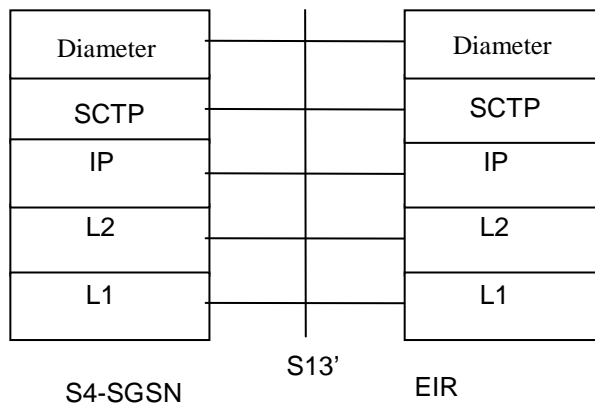 Diameter Diameter
SCTP SCTP
IP IP
L2 L2
L1 L1
S13’
S4-SGSN EIR